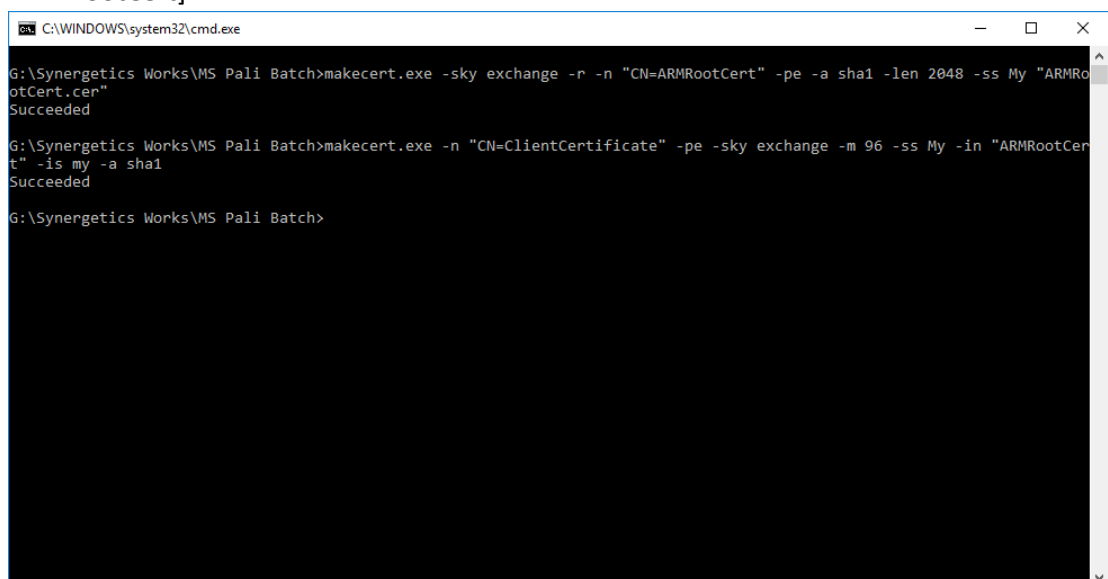 C:\WINDOWS\system32\cmd.exe
G:\Synergetics Works\MS Pali Batch>makecert.exe -sky exchange -r -n "CN=ARMRootCert" -pe -a sha1 -len 2048 -ss My "ARMRo
otCert.cer"
Succeeded
G:\Synergetics Works\MS Pali Batch>makecert.exe -n "CN=ClientCertificate" -pe -sky exchange -m 96 -ss My -in "ARMRootCer
t" -is my -a sha1
Succeeded
G:\Synergetics Works\MS Pali Batch>